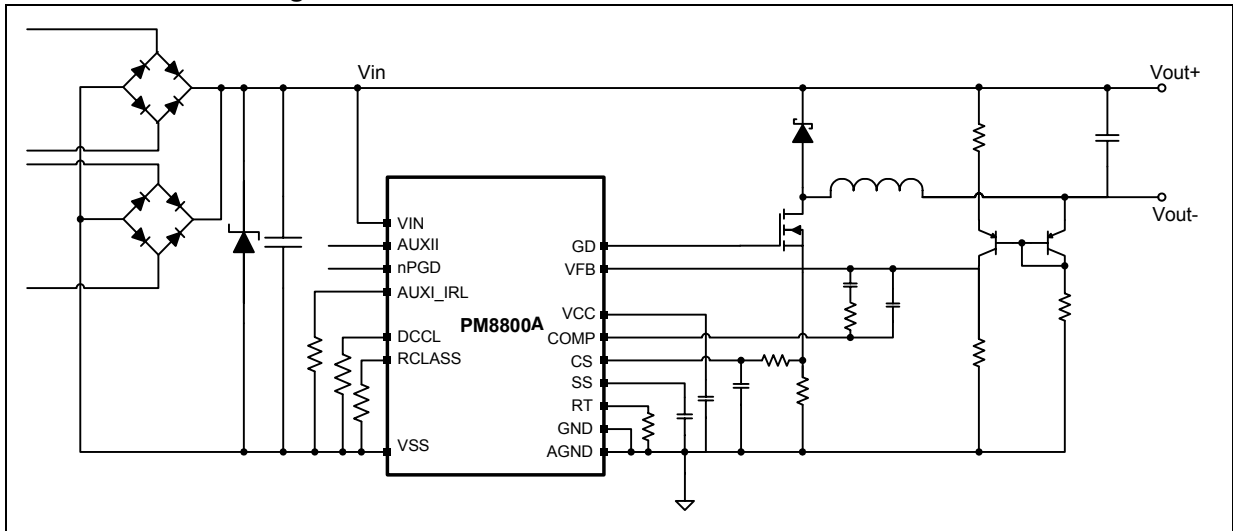 Vin
Vout+
Vout-
VIN
AUXII
nPGD
AUXI_IRL
DCCL
RCLASS
VSS
PM8800A
GD
VFB
VCC
COMP
CS
SS
RT
GND
AGND